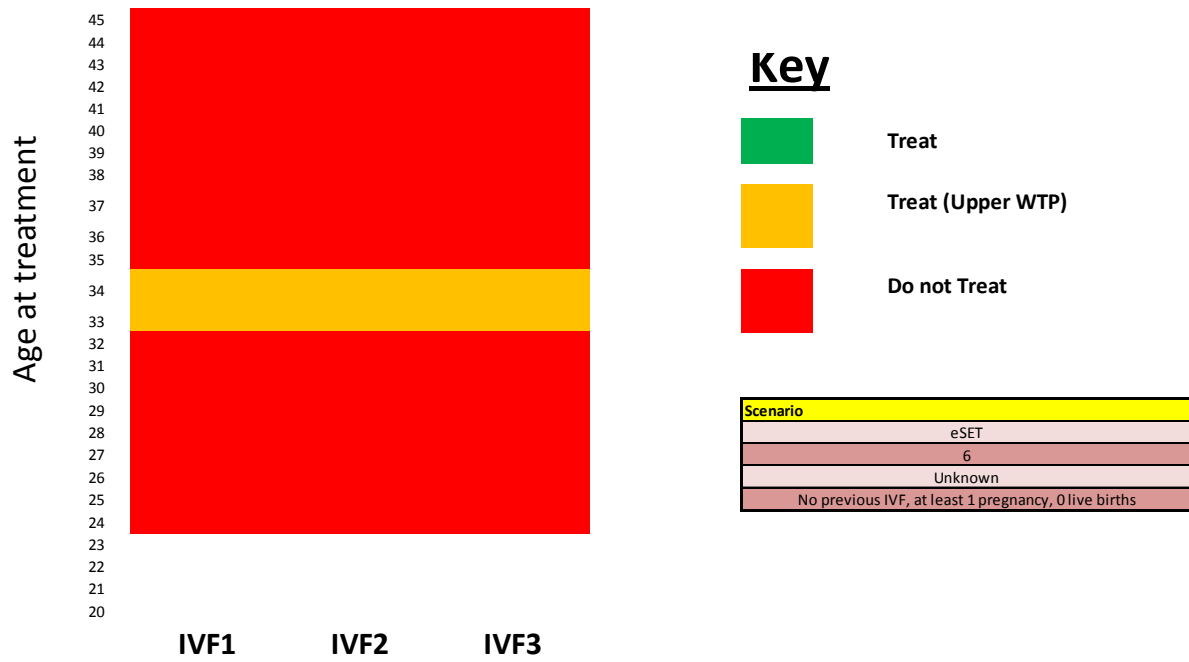 Age at treatment
45
44
43
42
41
40
39
38
37
36
35
34
33
32
31
30
29
28
27
26
25
24
23
22
21
20
IVF1 IVF2 IVF3
Key
Treat
Treat (Upper WTP)
Do not Treat
Scenario
eSET
6
Unknown
No previous IVF, at least 1 pregnancy, 0 live births